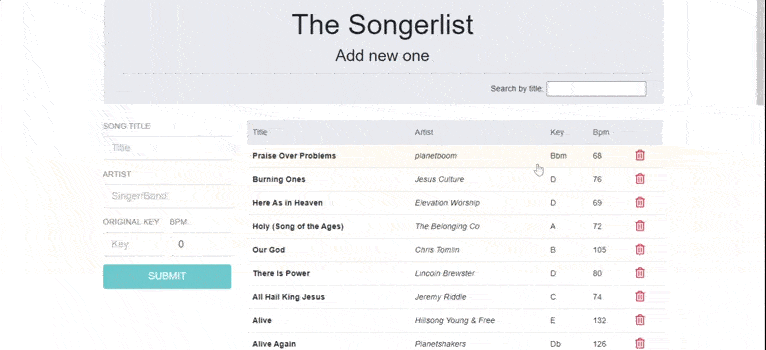 The Songerlist
Add new one
Search by title:
SONG TITLE
Title
ARTIST
Singer/Band
ORIGINAL KEY BPM
Key 0
SUBMIT
Title Artist Key Bpm
Praise Over Problems planetboom Bbm 68
Burning Ones Jesus Culture D 76
Here As in Heaven Elevation Worship D 69
Holy (Song of the Ages) The Belonging Co A 72
Our God Chris Tomlin B 105
There Is Power Lincoln Brewster D 80
All Hail King Jesus Jeremy Riddle C 74
Alive Hillsong Young & Free E 132
Alive Again Planetshakers Db 126